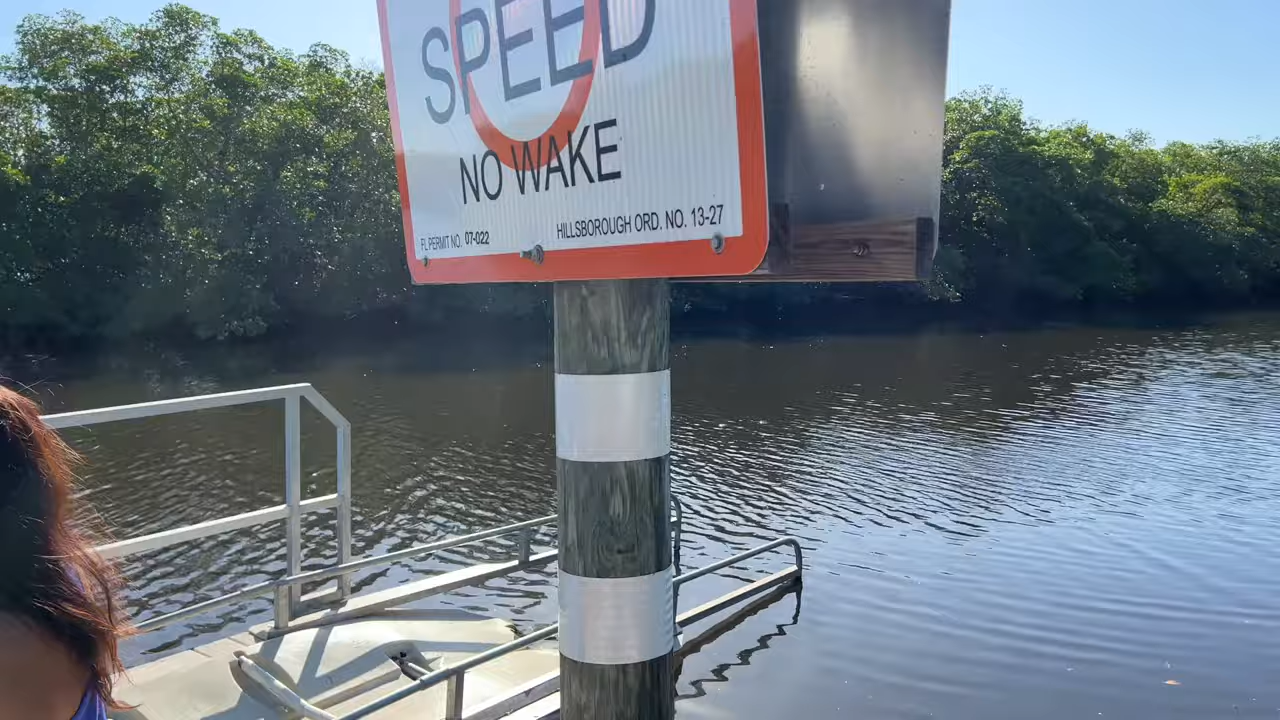 SPEED
NO WAKE
FL PERMIT NO. 07-022 HILLSBOROUGH ORD. NO. 13-27